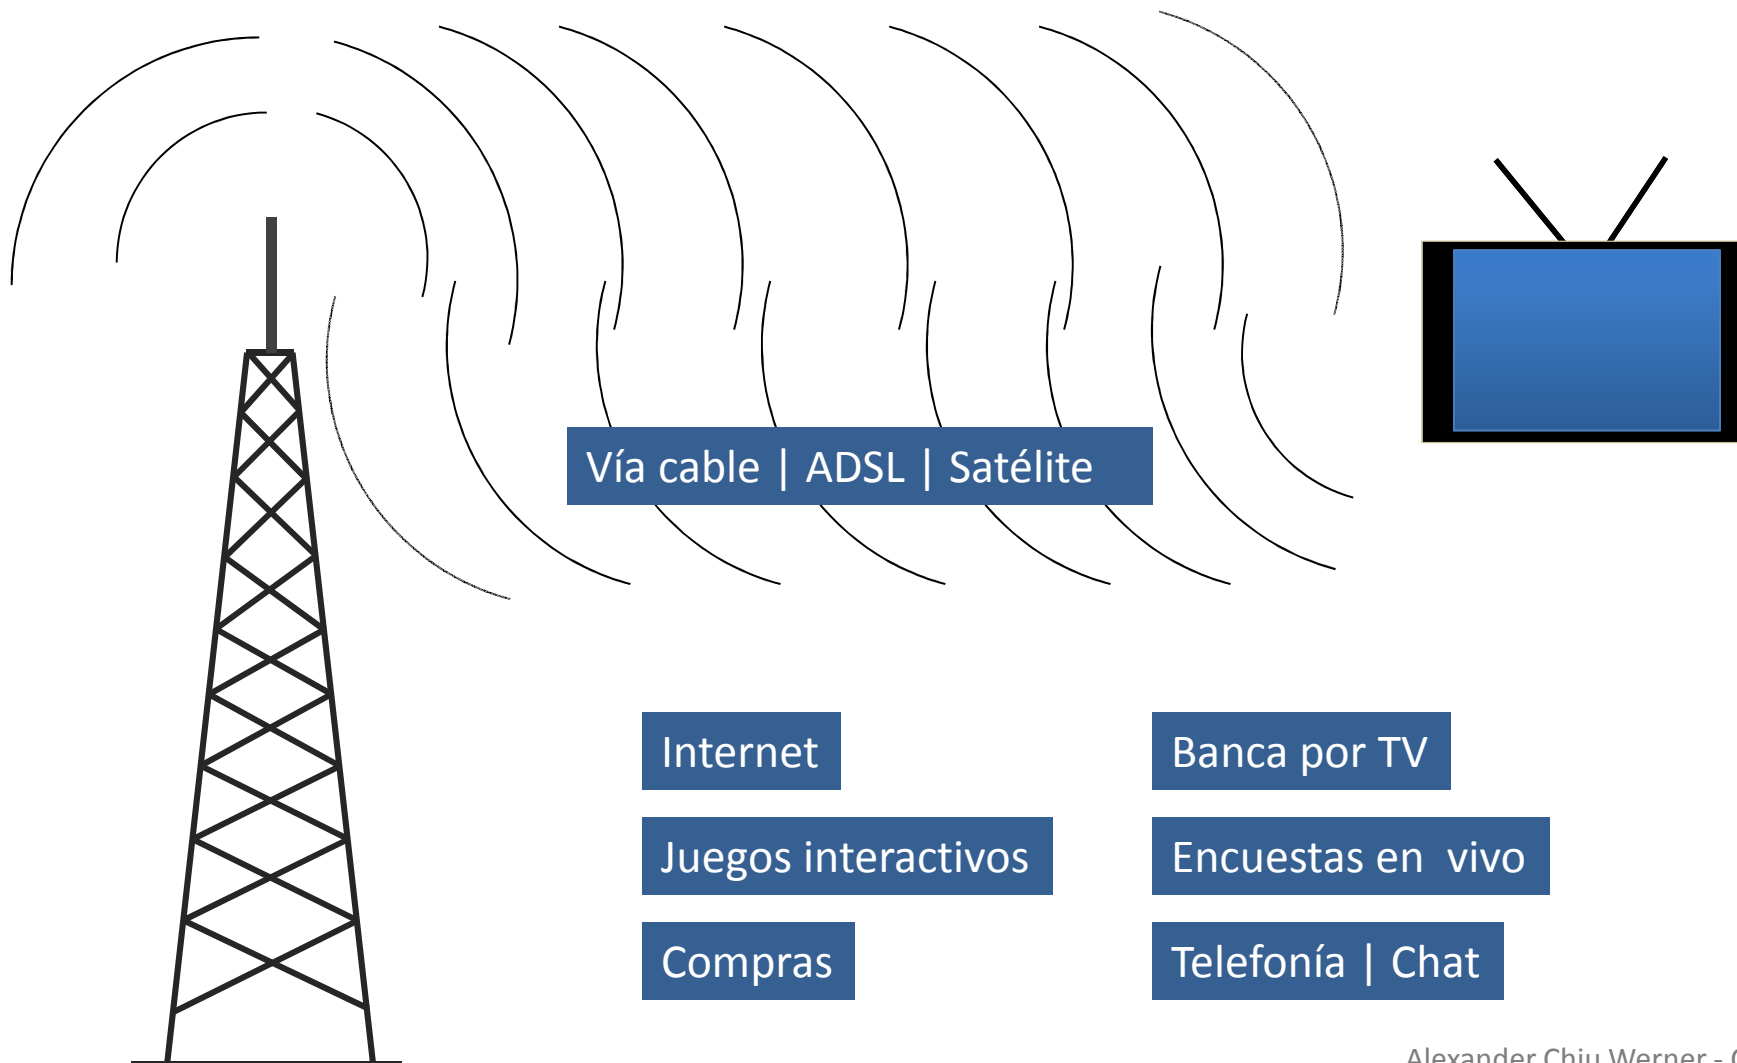 Vía cable | ADSL | Satélite
Internet
Banca por TV
Juegos interactivos
Encuestas en vivo
Compras
Telefonía | Chat
Alexander Chiu Werner -